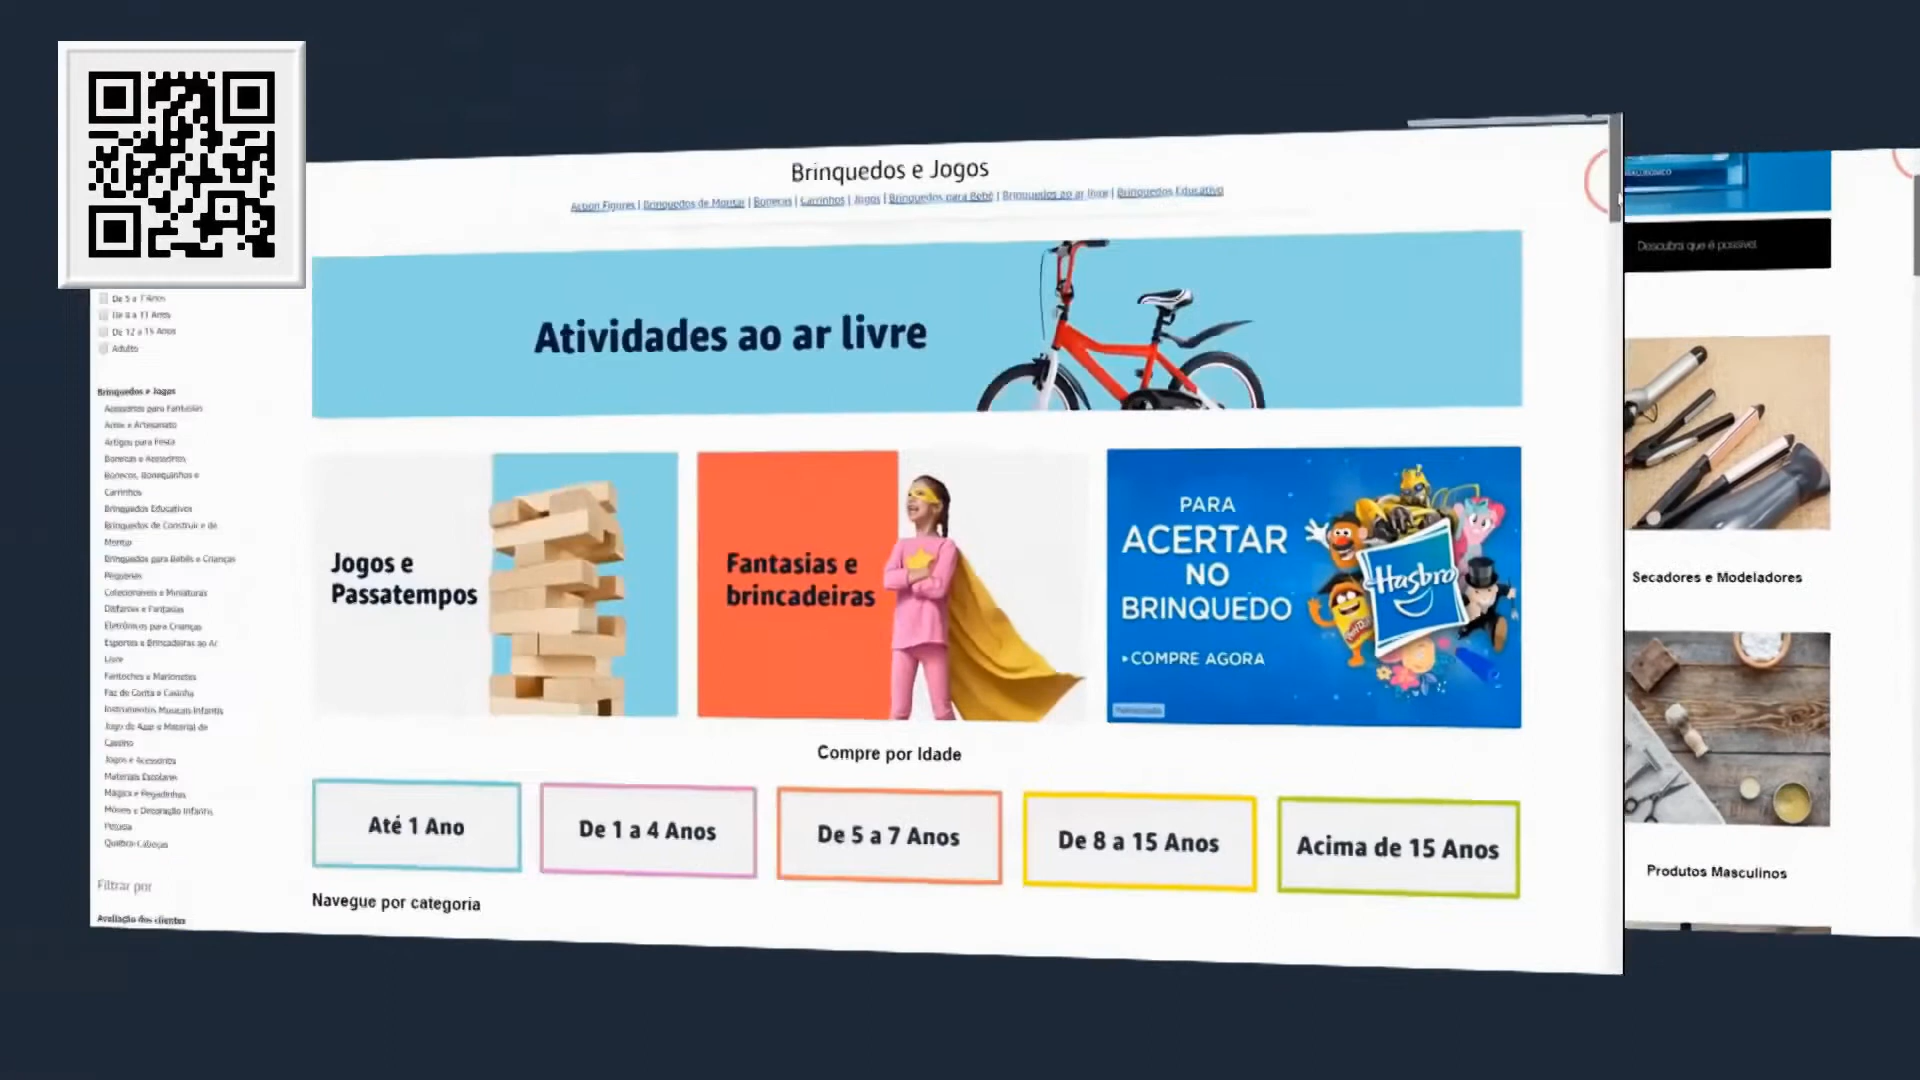 Brinquedos e Jogos
Action Figures | Brinquedos de Montar | Bonecas | Carrinhos | Jogos | Brinquedos para Bebê | Brinquedos ao ar livre | Brinquedos Educativo
Atividades ao ar livre
De 5 a 7 Anos
De 8 a 11 Anos
De 12 a 15 Anos
Adulto
Brinquedos e Jogos
Acessórios para Fantasias
Artes e Artesanato
Artigos para Festa
Bonecas e Acessórios
Bonecos, Bonequinhos e
Carrinhos
Brinquedos Educativos
Brinquedos de Construir e de
Montar
Brinquedos para Bebês e Crianças
Pequenas
Colecionáveis e Miniaturas
Disfarces e Fantasias
Eletrônicos para Crianças
Esportes e Brincadeiras ao Ar
Livre
Fantoches e Marionetes
Faz de Conta e Casinha
Instrumentos Musicais Infantis
Jogo de Azar e Material de
Cassino
Jogos e Acessórios
Materiais Escolares
Mágica e Pegadinhas
Móveis e Decoração Infantis
Pelúcia
Quebra-Cabeças
Filtrar por
Avaliação dos clientes
Jogos e
Passatempos
Fantasias e
brincadeiras
PARA
ACERTAR
NO
BRINQUEDO
▸COMPRE AGORA
Patrocinado
Hasbro
Play-Doh
Compre por Idade
Até 1 Ano
De 1 a 4 Anos
De 5 a 7 Anos
De 8 a 15 Anos
Acima de 15 Anos
Navegue por categoria
Descubra que é possível
Secadores e Modeladores
Produtos Masculinos